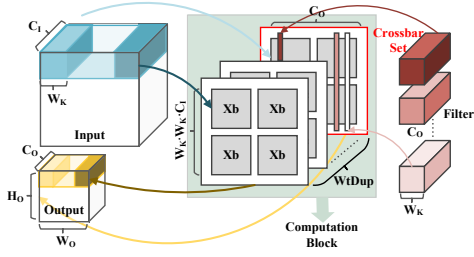 C_I
C_O
Crossbar
Set
W_K
Input
W_K·W_K·C_I
Xb Xb
Xb Xb
Filter
C_O
C_O
H_O
Output
W_O
WtDup
W_K
Computation
Block